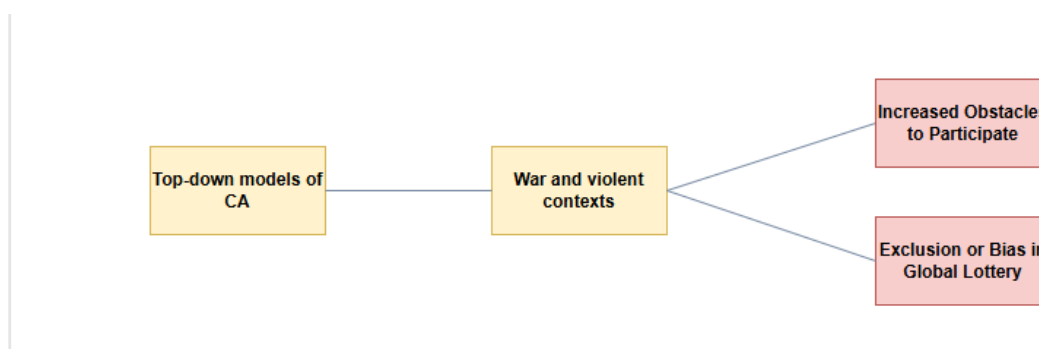 Top-down models of
CA
War and violent
contexts
Increased Obstacle
to Participate
Exclusion or Bias
Global Lottery